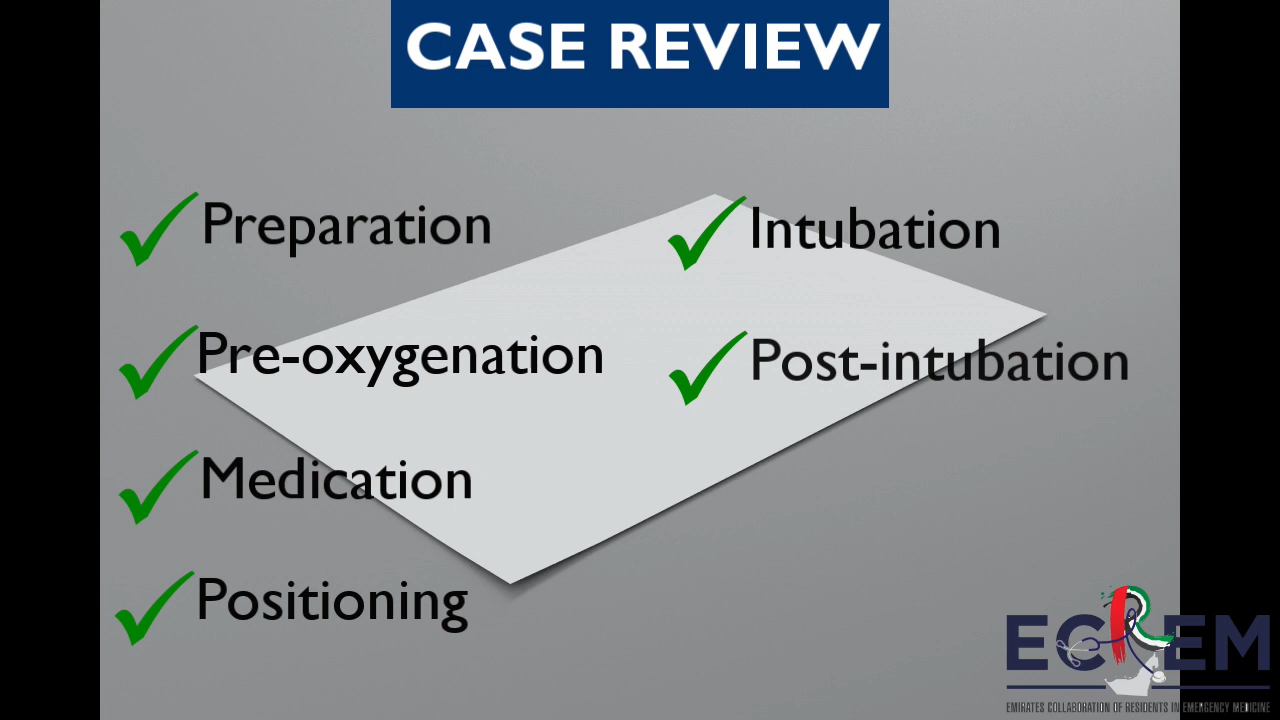 CASE REVIEW
Preparation
Pre-oxygenation
Medication
Positioning
Intubation
Post-intubation
ECREM
EMIRATES COLLABORATION OF RESIDENTS IN EMERGENCY MEDICINE